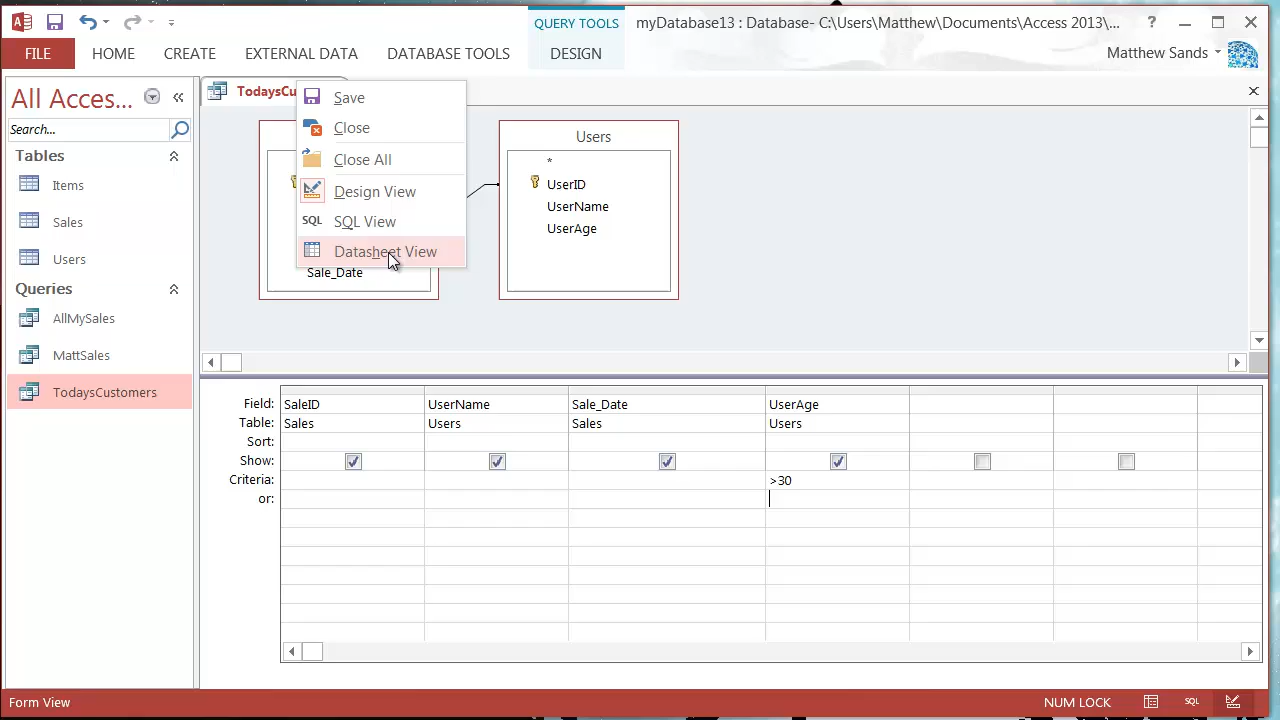 QUERY TOOLS
myDatabase13 : Database- C:\Users\Matthew\Documents\Access 2013\...
?
FILE
HOME
CREATE
EXTERNAL DATA
DATABASE TOOLS
DESIGN
Matthew Sands
All Acces...
Search...
Tables
Items
Sales
Users
Queries
AllMySales
MattSales
TodaysCustomers
TodaysCu
Save
Close
Close All
Design View
SQL SQL View
Datasheet View
Sale_Date
Users
*
UserID
UserName
UserAge
Field: SaleID UserName Sale_Date UserAge
Table: Sales Users Sales Users
Sort:
Show:
Criteria: >30
or:
Form View
NUM LOCK
SQL